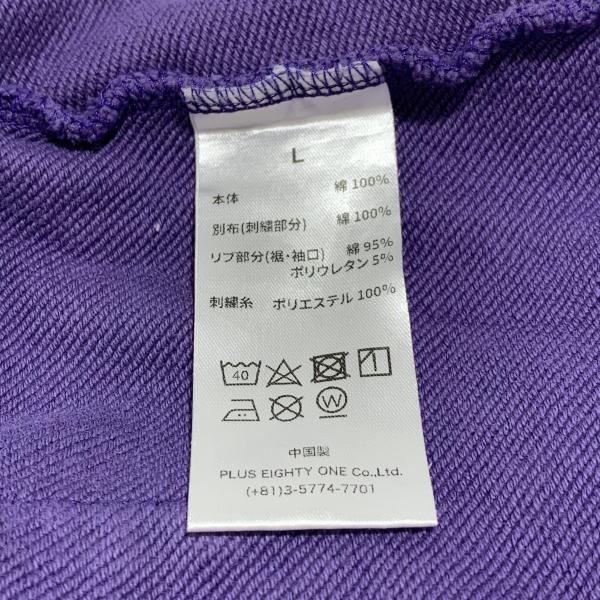 L
本体 綿 100%
別布(刺繍部分) 綿 100%
リブ部分(裾・袖口) 綿 95%
ポリウレタン 5%
刺繍糸 ポリエステル 100%
40
W
中国製
PLUS EIGHTY ONE Co.,Ltd.
(+81)3-5774-7701